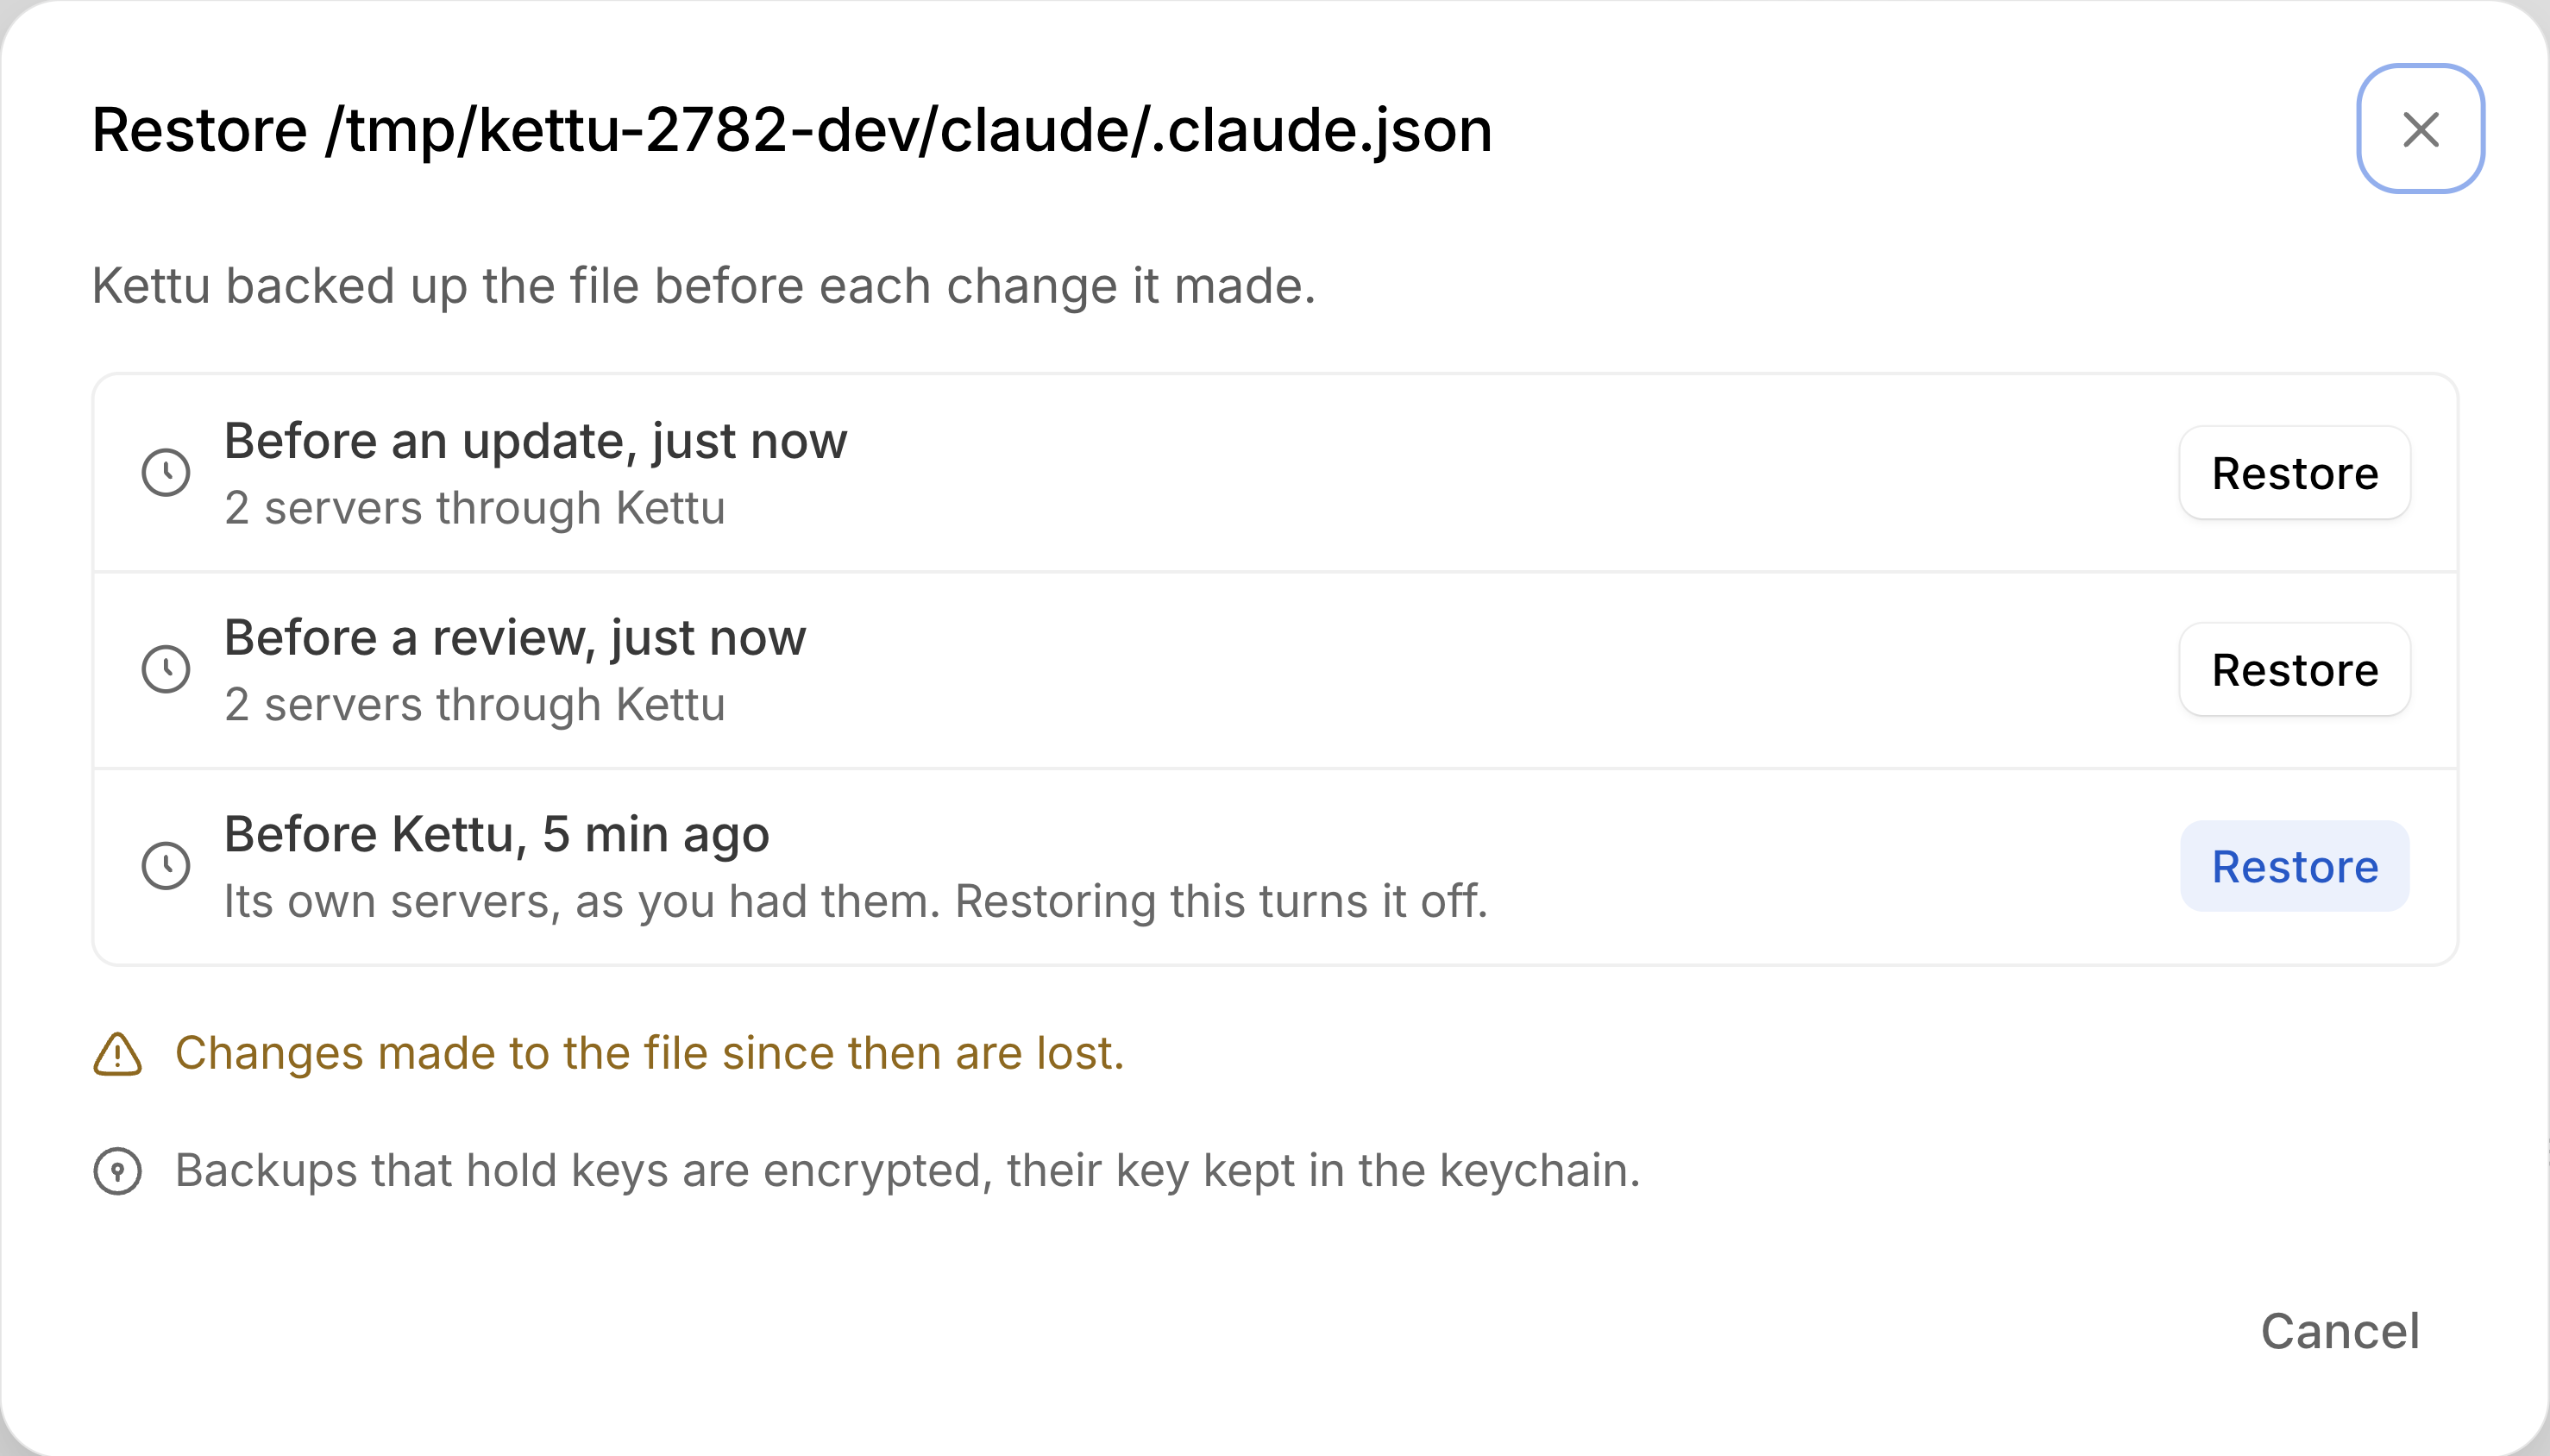 Restore /tmp/kettu-2782-dev/claude/.claude.json
Kettu backed up the file before each change it made.
Before an update, just now
2 servers through Kettu
Restore
Before a review, just now
2 servers through Kettu
Restore
Before Kettu, 5 min ago
Its own servers, as you had them. Restoring this turns it off.
Restore
Changes made to the file since then are lost.
Backups that hold keys are encrypted, their key kept in the keychain.
Cancel